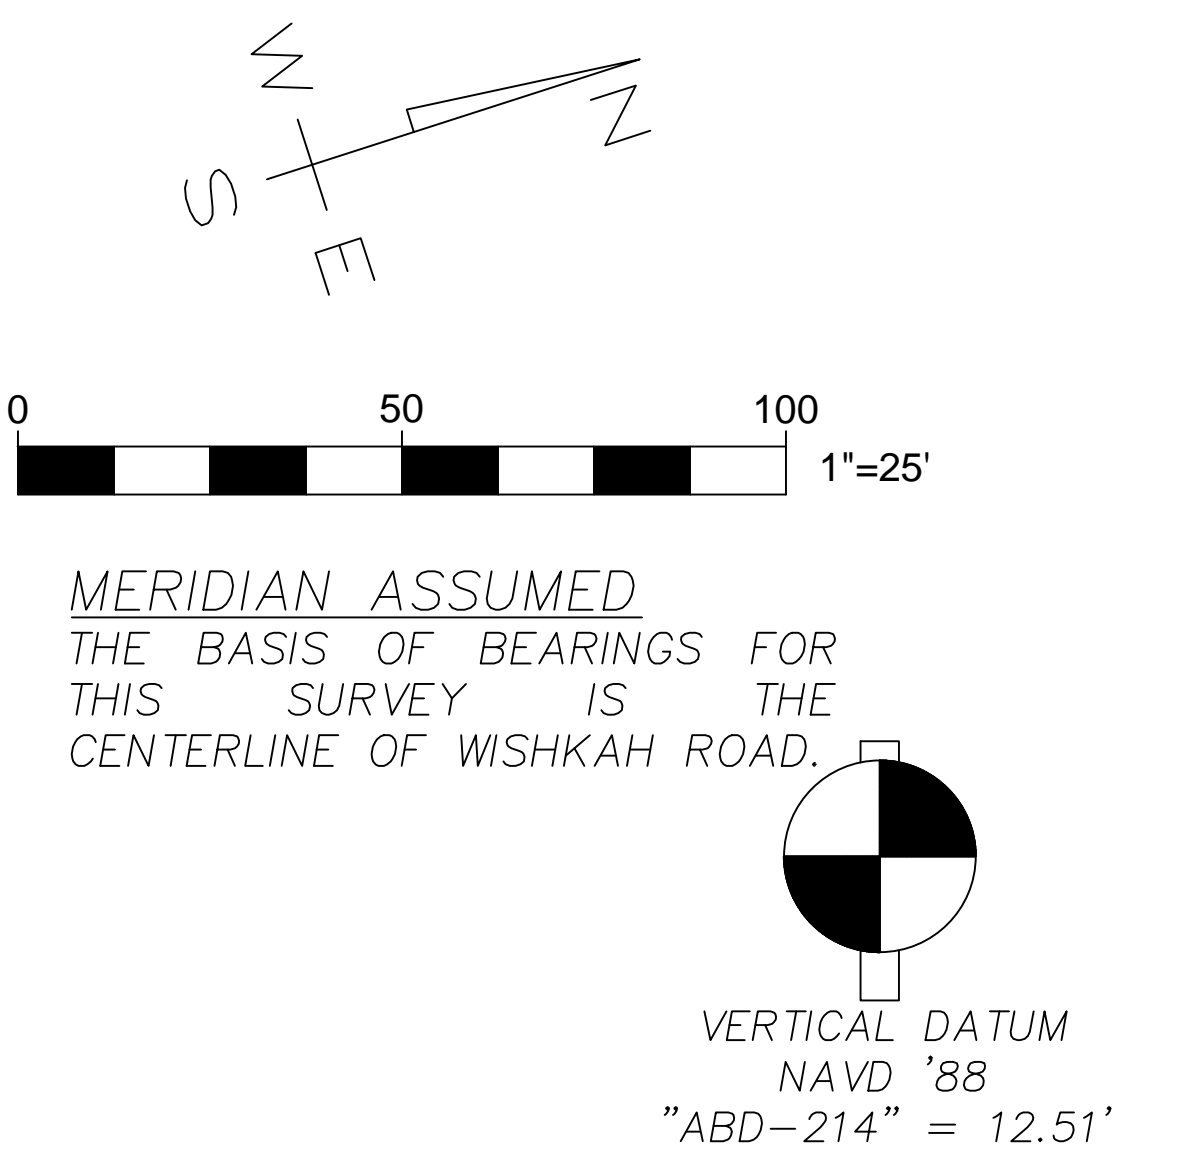 W
N
S
E
0 50 100
1"=25'
MERIDIAN ASSUMED
THE BASIS OF BEARINGS FOR
THIS SURVEY IS THE
CENTERLINE OF WISHKAH ROAD.
VERTICAL DATUM
NAVD '88
"ABD-214" = 12.51'